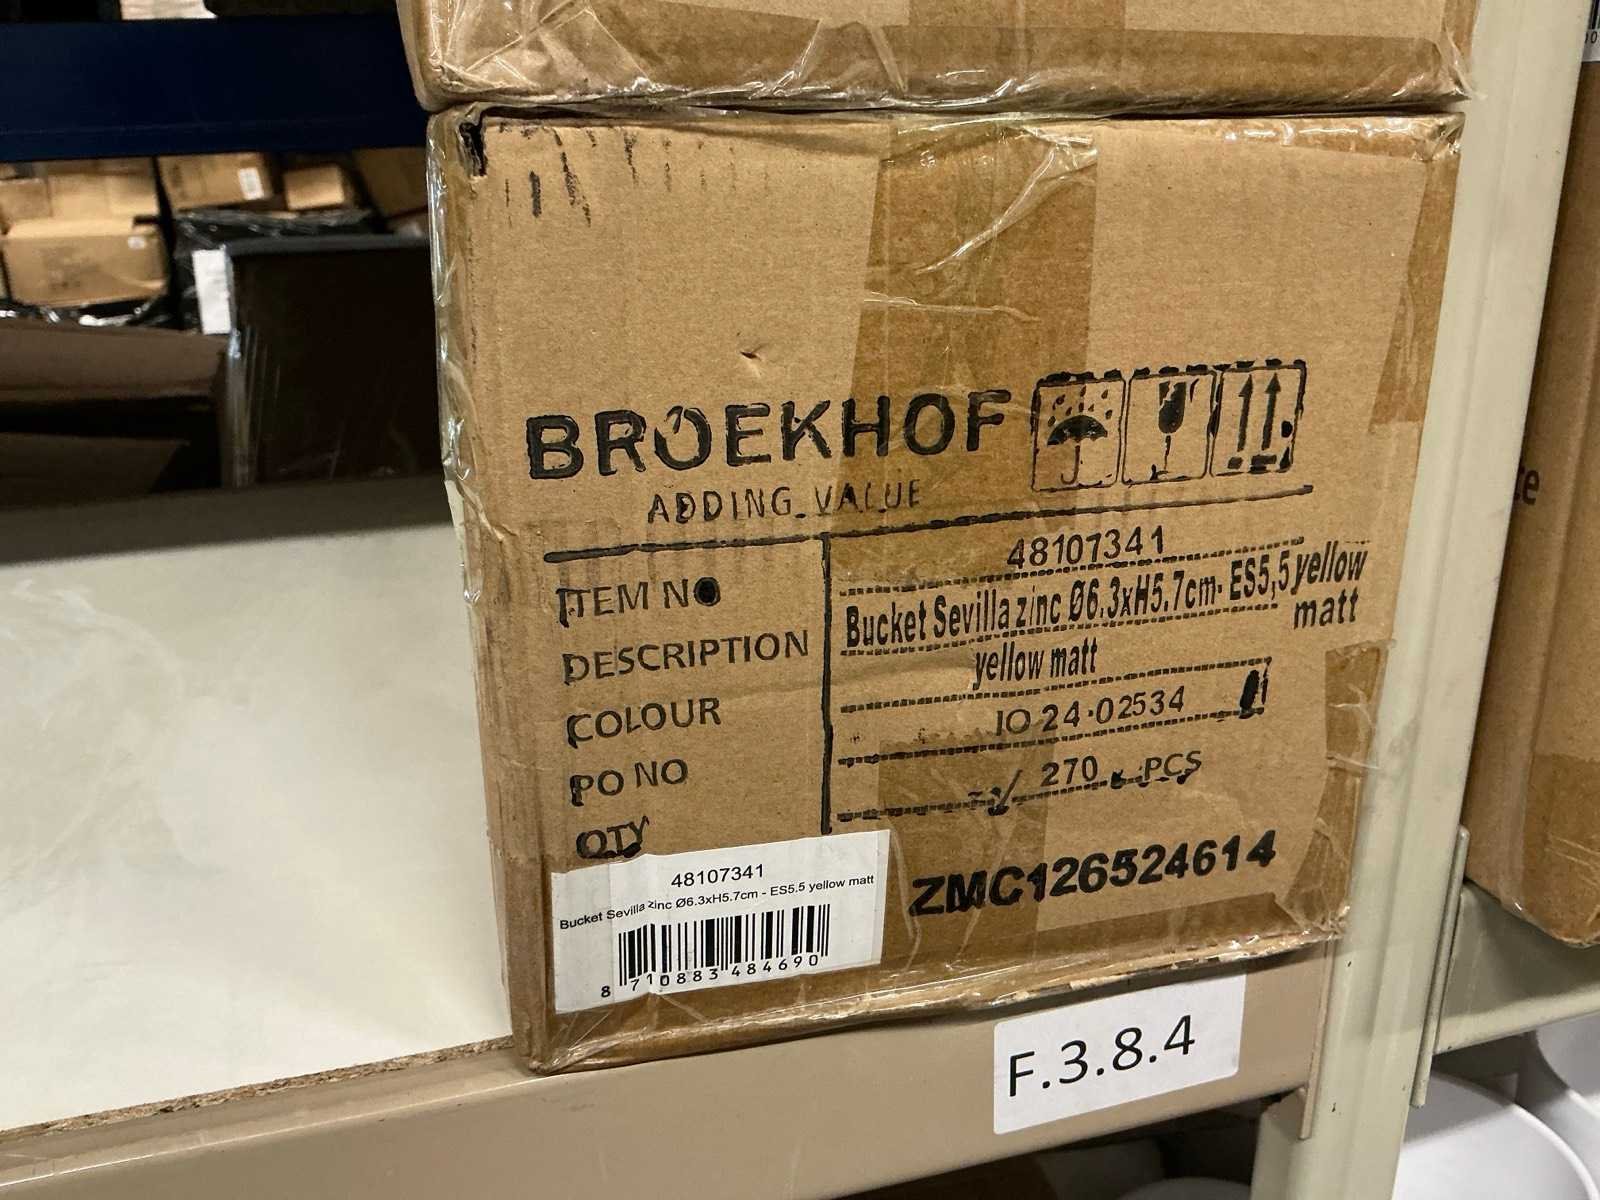 BROEKHOF
ADDING VALUE
ITEM NO 48107341
DESCRIPTION Bucket Sevilla zinc Ø6.3xH5.7cm- ES5,5 yellow
matt
COLOUR yellow matt
PO NO IO 24-02534
QTY 270 PCS
ZMC126524614
48107341
Bucket Sevilla zinc Ø6.3xH5.7cm - ES5.5 yellow matt
8 710883 484690
F.3.8.4